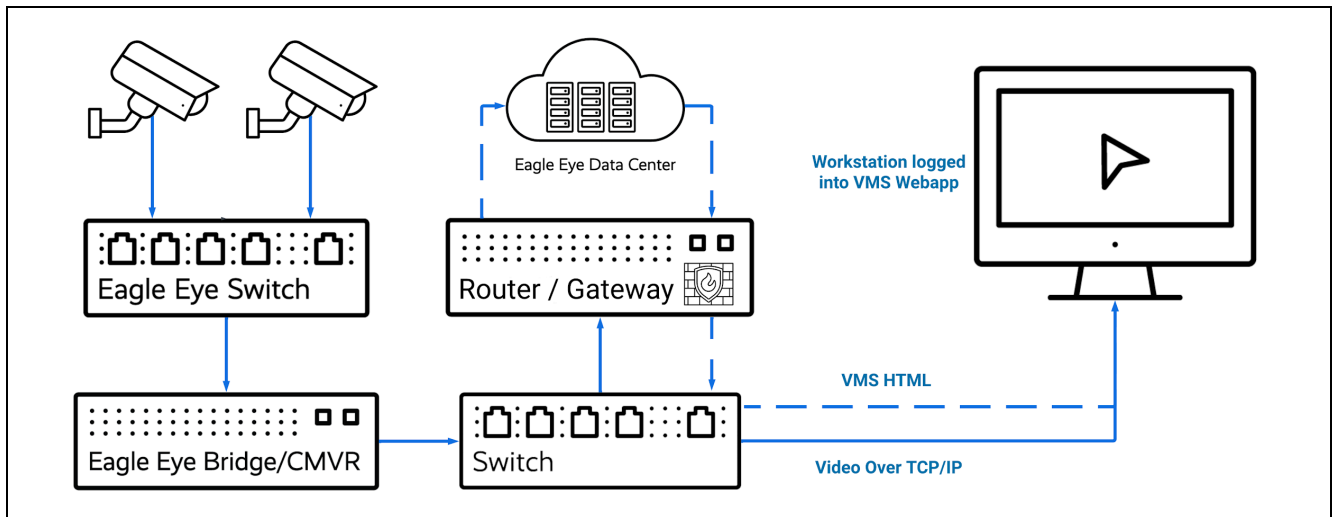 Eagle Eye Data Center
Workstation logged
into VMS Webapp
Eagle Eye Switch
Router / Gateway
VMS HTML
Eagle Eye Bridge/CMVR
Switch
Video Over TCP/IP